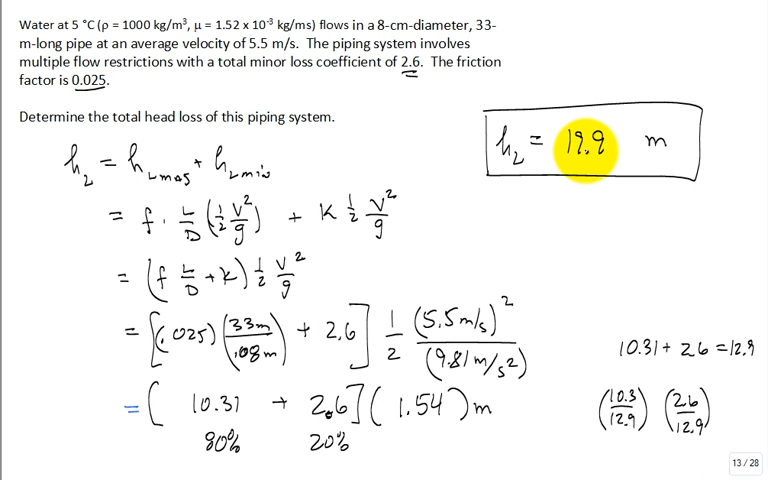 Water at 5 °C (ρ = 1000 kg/m³, μ = 1.52 x 10⁻³ kg/ms) flows in a 8-cm-diameter, 33-
m-long pipe at an average velocity of 5.5 m/s. The piping system involves
multiple flow restrictions with a total minor loss coefficient of 2.6. The friction
factor is 0.025.
Determine the total head loss of this piping system.
h_L = 19.9 m
h_L = h_Lmaj + h_Lmin
= f · L/D (1/2 V²/g) + K 1/2 V²/g
= (f L/D + K) 1/2 V²/g
= [(.025) (33m/.08m) + 2.6] 1/2 (5.5m/s)²/(9.81m/s²)
= [10.31 + 2.6] (1.54) m
80% 20%
10.31 + 2.6 = 12.9
(10.3/12.9) (2.6/12.9)
13 / 28